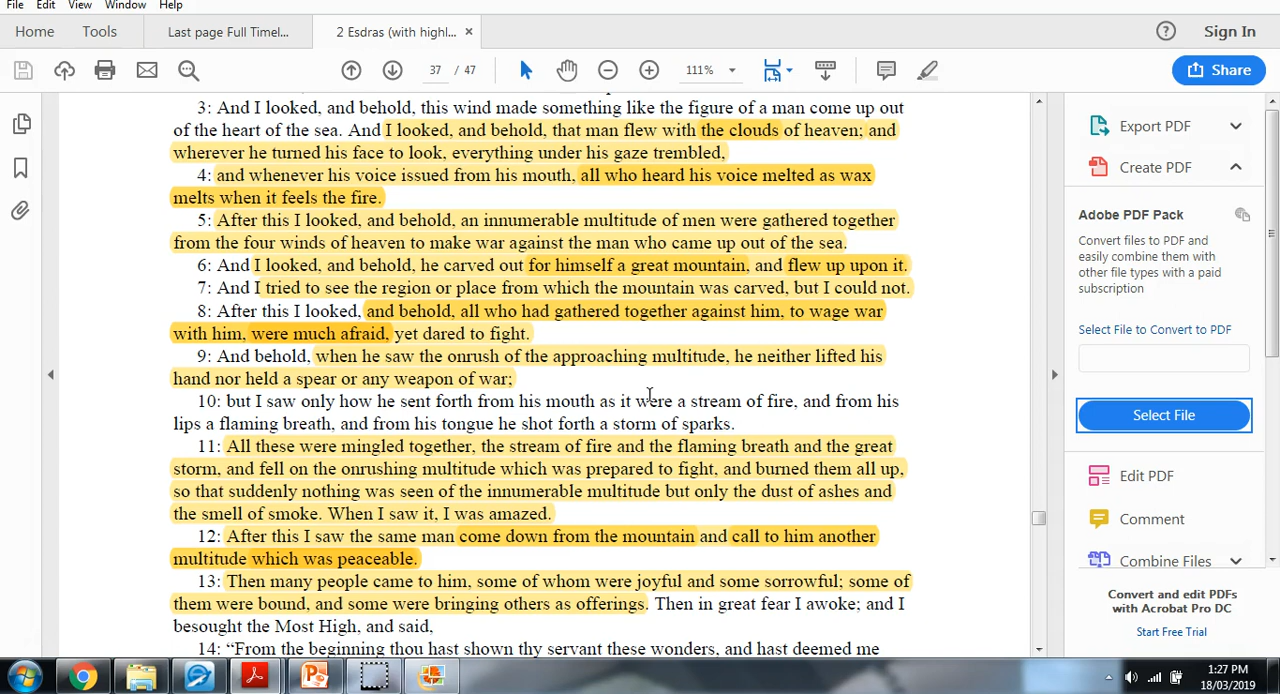 File Edit View Window Help
Home Tools Last page Full Timel... 2 Esdras (with highl... × Sign In
37 / 47 111% Share
3: And I looked, and behold, this wind made something like the figure of a man come up out
of the heart of the sea. And I looked, and behold, that man flew with the clouds of heaven; and
wherever he turned his face to look, everything under his gaze trembled,
4: and whenever his voice issued from his mouth, all who heard his voice melted as wax
melts when it feels the fire.
5: After this I looked, and behold, an innumerable multitude of men were gathered together
from the four winds of heaven to make war against the man who came up out of the sea.
6: And I looked, and behold, he carved out for himself a great mountain, and flew up upon it.
7: And I tried to see the region or place from which the mountain was carved, but I could not.
8: After this I looked, and behold, all who had gathered together against him, to wage war
with him, were much afraid, yet dared to fight.
9: And behold, when he saw the onrush of the approaching multitude, he neither lifted his
hand nor held a spear or any weapon of war;
10: but I saw only how he sent forth from his mouth as it were a stream of fire, and from his
lips a flaming breath, and from his tongue he shot forth a storm of sparks.
11: All these were mingled together, the stream of fire and the flaming breath and the great
storm, and fell on the onrushing multitude which was prepared to fight, and burned them all up,
so that suddenly nothing was seen of the innumerable multitude but only the dust of ashes and
the smell of smoke. When I saw it, I was amazed.
12: After this I saw the same man come down from the mountain and call to him another
multitude which was peaceable.
13: Then many people came to him, some of whom were joyful and some sorrowful; some of
them were bound, and some were bringing others as offerings. Then in great fear I awoke; and I
besought the Most High, and said,
14: “From the beginning thou hast shown thy servant these wonders, and hast deemed me
Export PDF
Create PDF
Adobe PDF Pack
Convert files to PDF and
easily combine them with
other file types with a paid
subscription
Select File to Convert to PDF
Select File
Edit PDF
Comment
Combine Files
Convert and edit PDFs
with Acrobat Pro DC
Start Free Trial
1:27 PM
18/03/2019